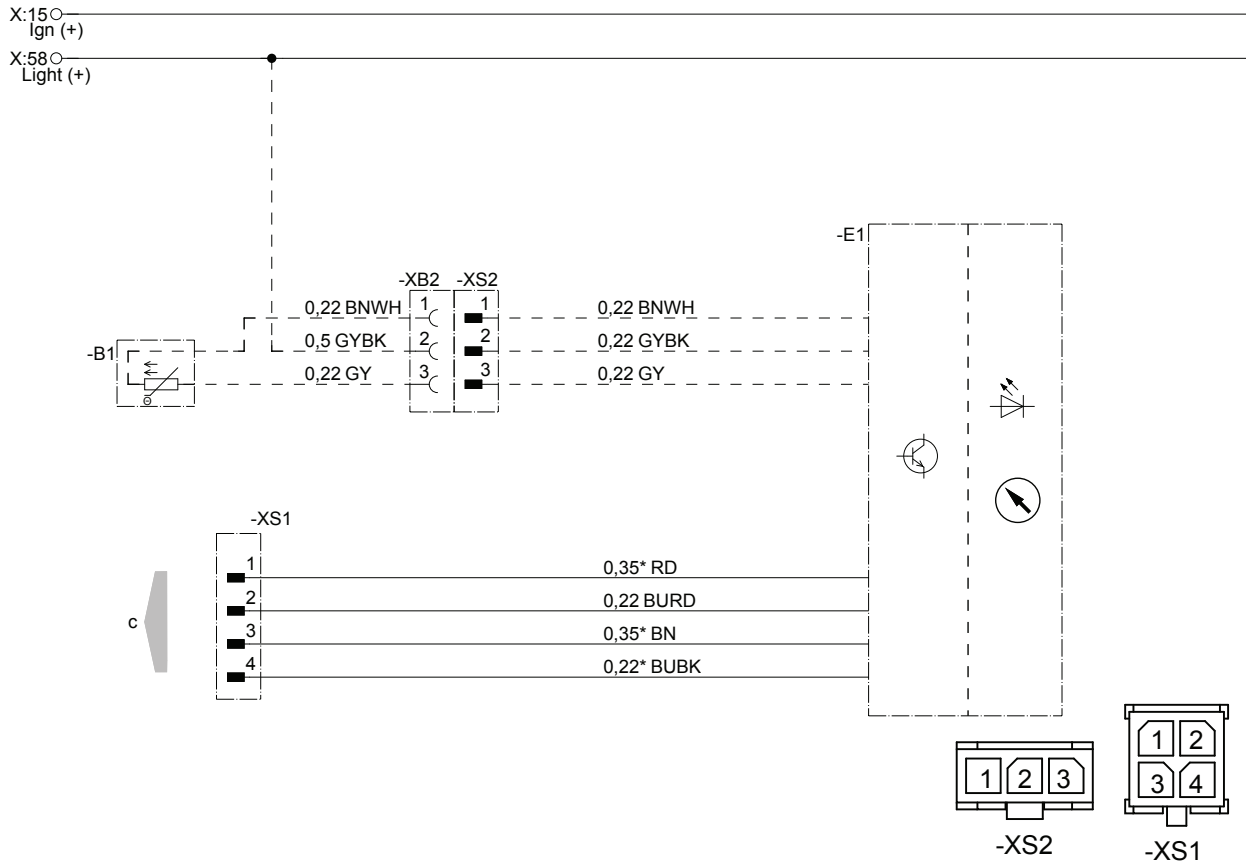 X:15
Ign (+)
X:58
Light (+)
-E1
-XB2 -XS2
0,22 BNWH 1 1 0,22 BNWH
0,5 GYBK 2 2 0,22 GYBK
-B1
0,22 GY 3 3 0,22 GY
-XS1
1 0,35* RD
2 0,22 BURD
c
3 0,35* BN
4 0,22* BUBK
1 2
3 4
1 2 3
-XS2
-XS1